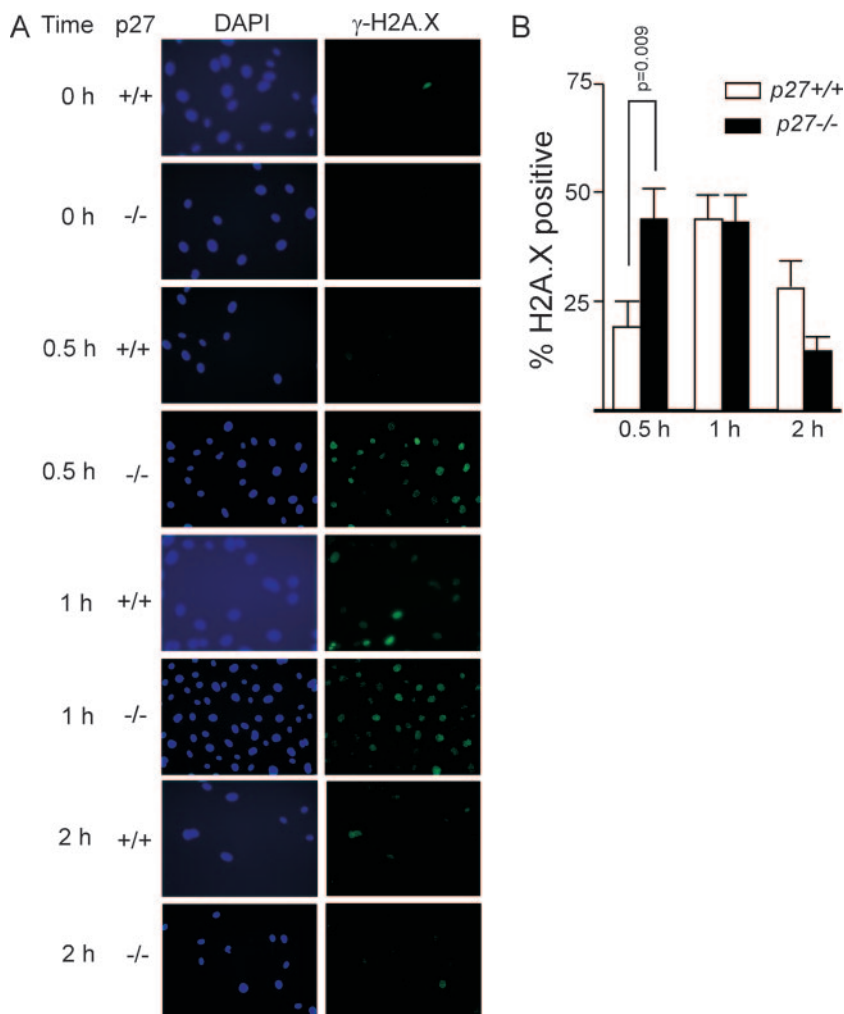 A Time p27 DAPI γ-H2A.X
0 h +/+
0 h -/-
0.5 h +/+
0.5 h -/-
1 h +/+
1 h -/-
2 h +/+
2 h -/-
B
p=0.009
p27+/+
p27-/-
% H2A.X positive
75
50
25
0.5 h 1 h 2 h